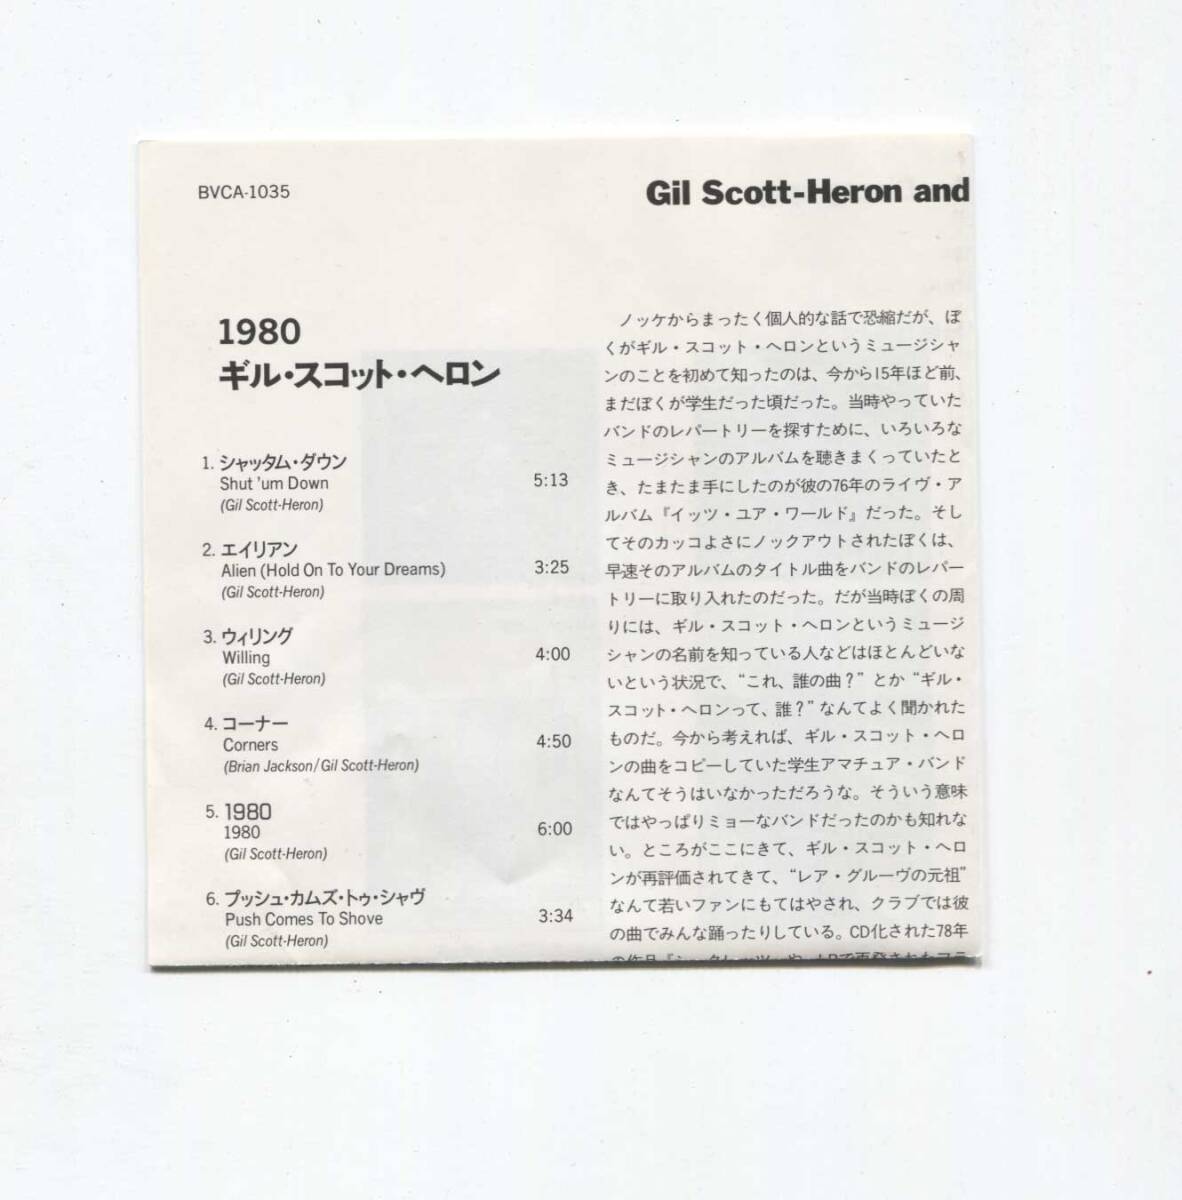 BVCA-1035
Gil Scott-Heron and
1980
ギル・スコット・ヘロン
1. シャッタム・ダウン
Shut 'um Down 5:13
(Gil Scott-Heron)
2. エイリアン
Alien (Hold On To Your Dreams) 3:25
(Gil Scott-Heron)
3. ウィリング
Willing 4:00
(Gil Scott-Heron)
4. コーナー
Corners 4:50
(Brian Jackson/Gil Scott-Heron)
5. 1980
1980 6:00
(Gil Scott-Heron)
6. プッシュ・カムズ・トゥ・シャヴ
Push Comes To Shove 3:34
(Gil Scott-Heron)
ノッケからまったく個人的な話で恐縮だが、ぼ
くがギル・スコット・ヘロンというミュージシャ
ンのことを初めて知ったのは、今から15年ほど前、
まだぼくが学生だった頃だった。当時やっていた
バンドのレパートリーを探すために、いろいろな
ミュージシャンのアルバムを聴きまくっていたと
き、たまたま手にしたのが彼の76年のライヴ・ア
ルバム『イッツ・ユア・ワールド』だった。そし
てそのカッコよさにノックアウトされたぼくは、
早速そのアルバムのタイトル曲をバンドのレパー
トリーに取り入れたのだった。だが当時ぼくの周
りには、ギル・スコット・ヘロンというミュージ
シャンの名前を知っている人などはほとんどいな
いという状況で、“これ、誰の曲?”とか“ギル・
スコット・ヘロンって、誰?”なんてよく聞かれた
ものだ。今から考えれば、ギル・スコット・ヘロ
ンの曲をコピーしていた学生アマチュア・バンド
なんてそうはいなかっただろうな。そういう意味
ではやっぱりミョーなバンドだったのかも知れな
い。ところがここにきて、ギル・スコット・ヘロ
ンが再評価されてきて、“レア・グルーヴの元祖”
なんて若いファンにもてはやされ、クラブでは彼
の曲でみんな踊ったりしている。CD化された78年